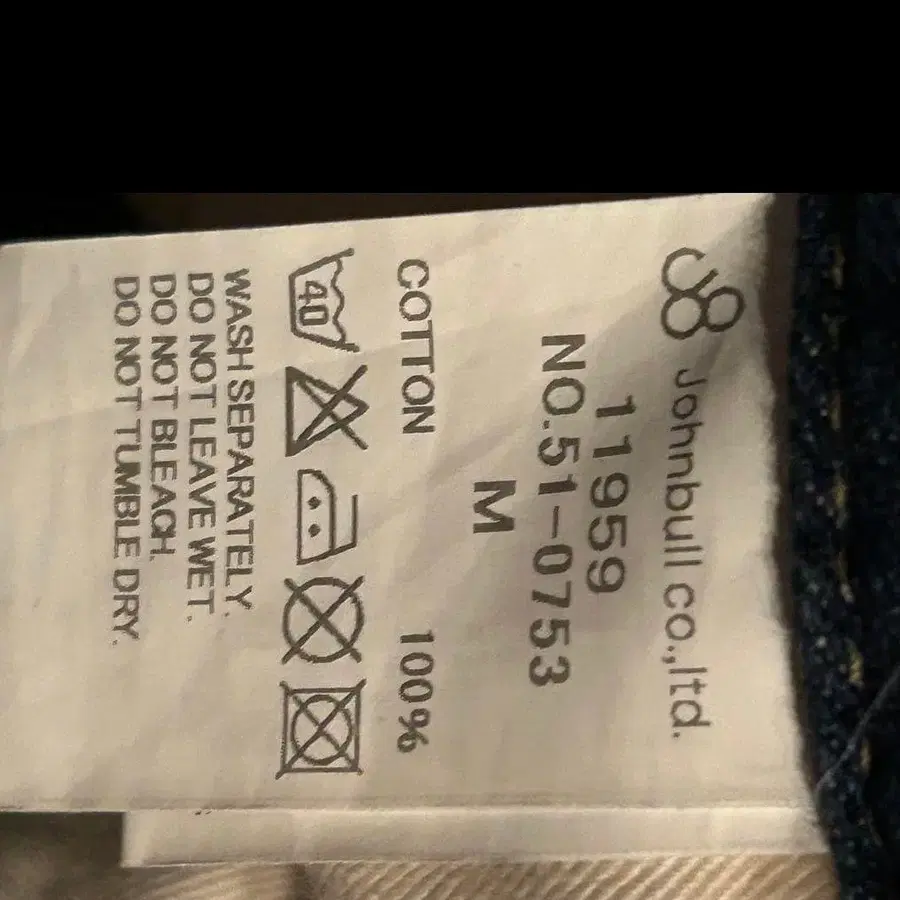 Johnbull co.,ltd.
11959
NO.51-0753
M
COTTON 100%
40
WASH SEPARATELY.
DO NOT LEAVE WET.
DO NOT BLEACH.
DO NOT TUMBLE DRY.